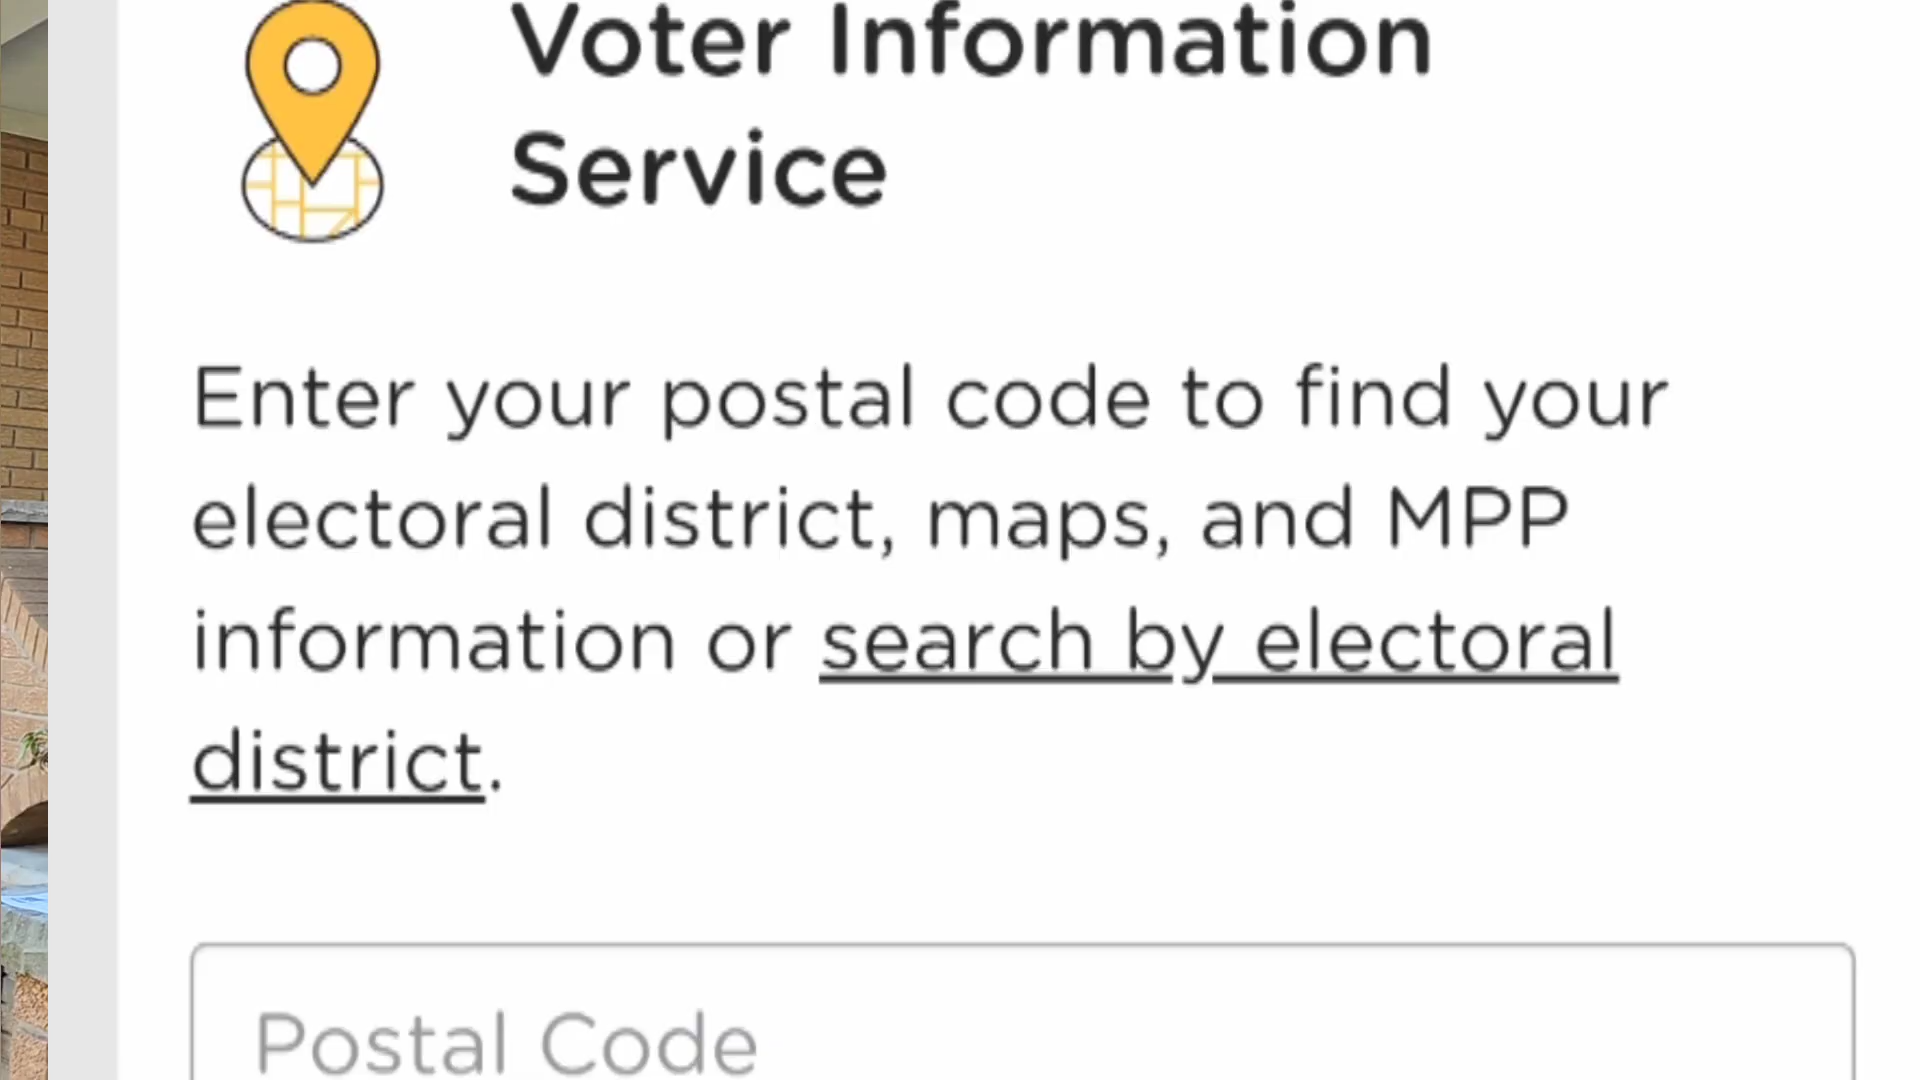 Voter Information
Service
Enter your postal code to find your
electoral district, maps, and MPP
information or search by electoral
district.
Postal Code